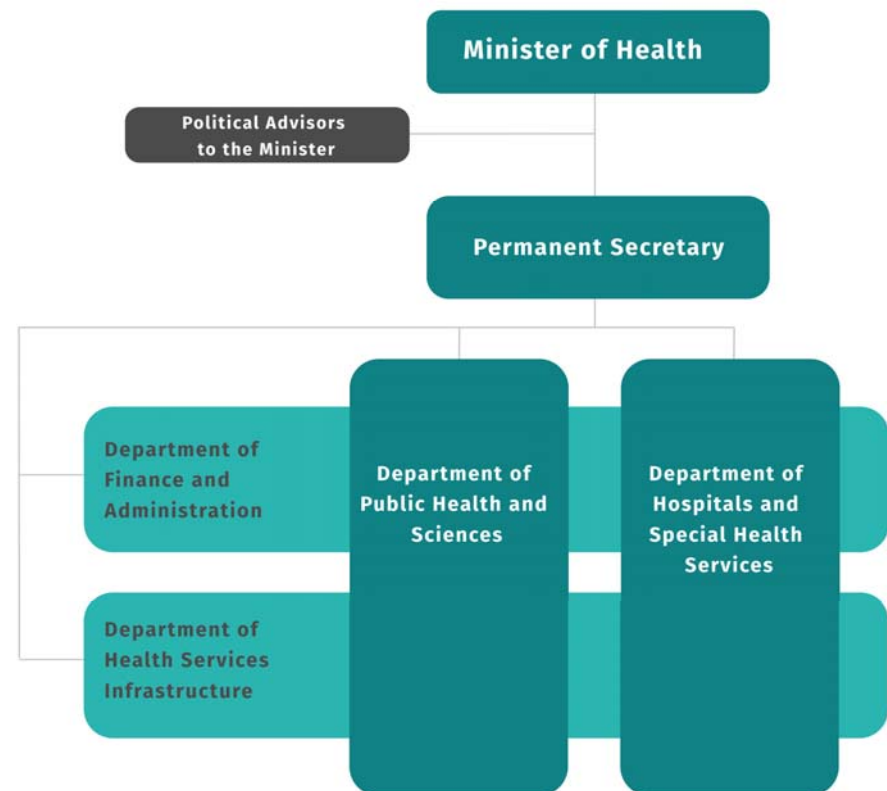 Minister of Health
Political Advisors
to the Minister
Permanent Secretary
Department of
Finance and
Administration
Department of
Public Health and
Sciences
Department of
Hospitals and
Special Health
Services
Department of
Health Services
Infrastructure